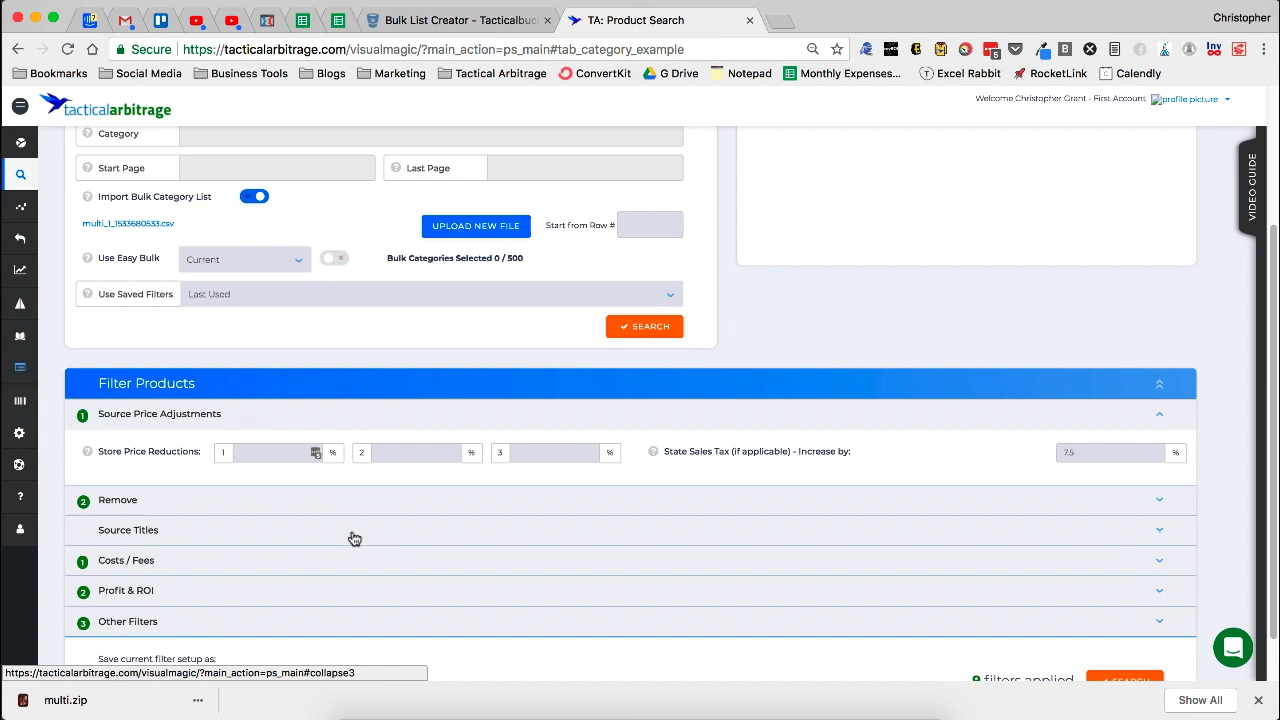 Christopher
Bulk List Creator - Tacticalbuc
TA: Product Search
Secure
https://tacticalarbitrage.com/visualmagic/?main_action=ps_main#tab_category_example
Bookmarks
Social Media
Business Tools
Blogs
Marketing
Tactical Arbitrage
ConvertKit
G Drive
Notepad
Monthly Expenses...
Excel Rabbit
RocketLink
Calendly
tacticalarbitrage
Welcome Christopher Grant - First Account
profile picture
Category
Start Page
Last Page
Import Bulk Category List
multi_1_1533680533.csv
UPLOAD NEW FILE
Start from Row #
Use Easy Bulk
Current
Bulk Categories Selected 0 / 500
Use Saved Filters
Last Used
SEARCH
VIDEO GUIDE
Filter Products
1 Source Price Adjustments
Store Price Reductions: 1 % 2 % 3 %
State Sales Tax (if applicable) - Increase by: 7.5 %
2 Remove
Source Titles
1 Costs / Fees
2 Profit & ROI
3 Other Filters
Save current filter setup as:
filters applied
https://tacticalarbitrage.com/visualmagic/?main_action=ps_main#collapse3
multi.zip
Show All